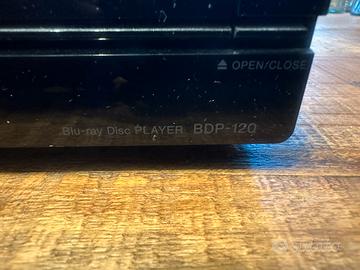 ⏏ OPEN/CLOSE
Blu-ray Disc PLAYER BDP-120